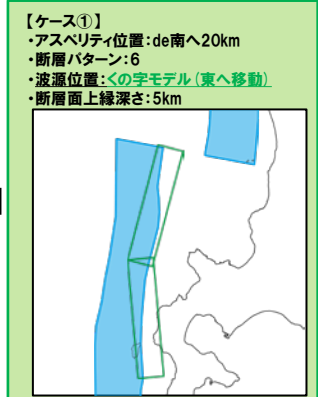 【ケース①】
・アスペリティ位置:de南へ20km
・断層パターン:6
・波源位置:くの字モデル(東へ移動)
・断層面上縁深さ:5km